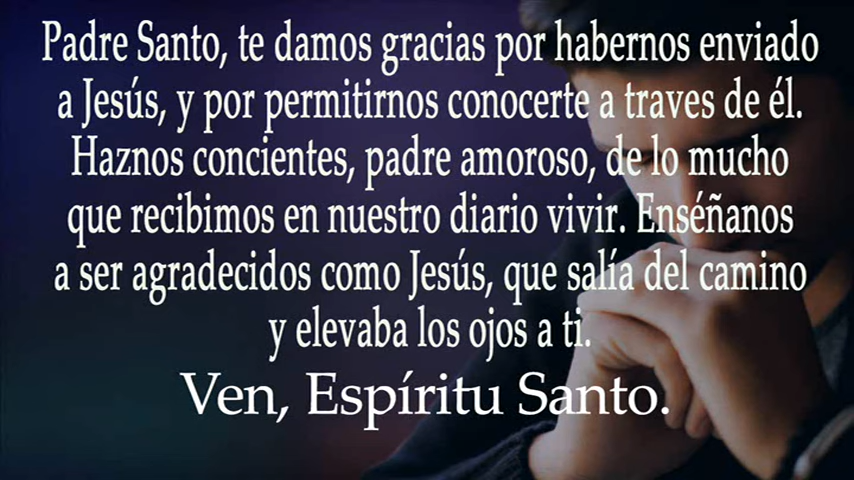 Padre Santo, te damos gracias por habernos enviado
a Jesús, y por permitirnos conocerte a traves de él.
Haznos concientes, padre amoroso, de lo mucho
que recibimos en nuestro diario vivir. Enséñanos
a ser agradecidos como Jesús, que salía del camino
y elevaba los ojos a ti.
Ven, Espíritu Santo.